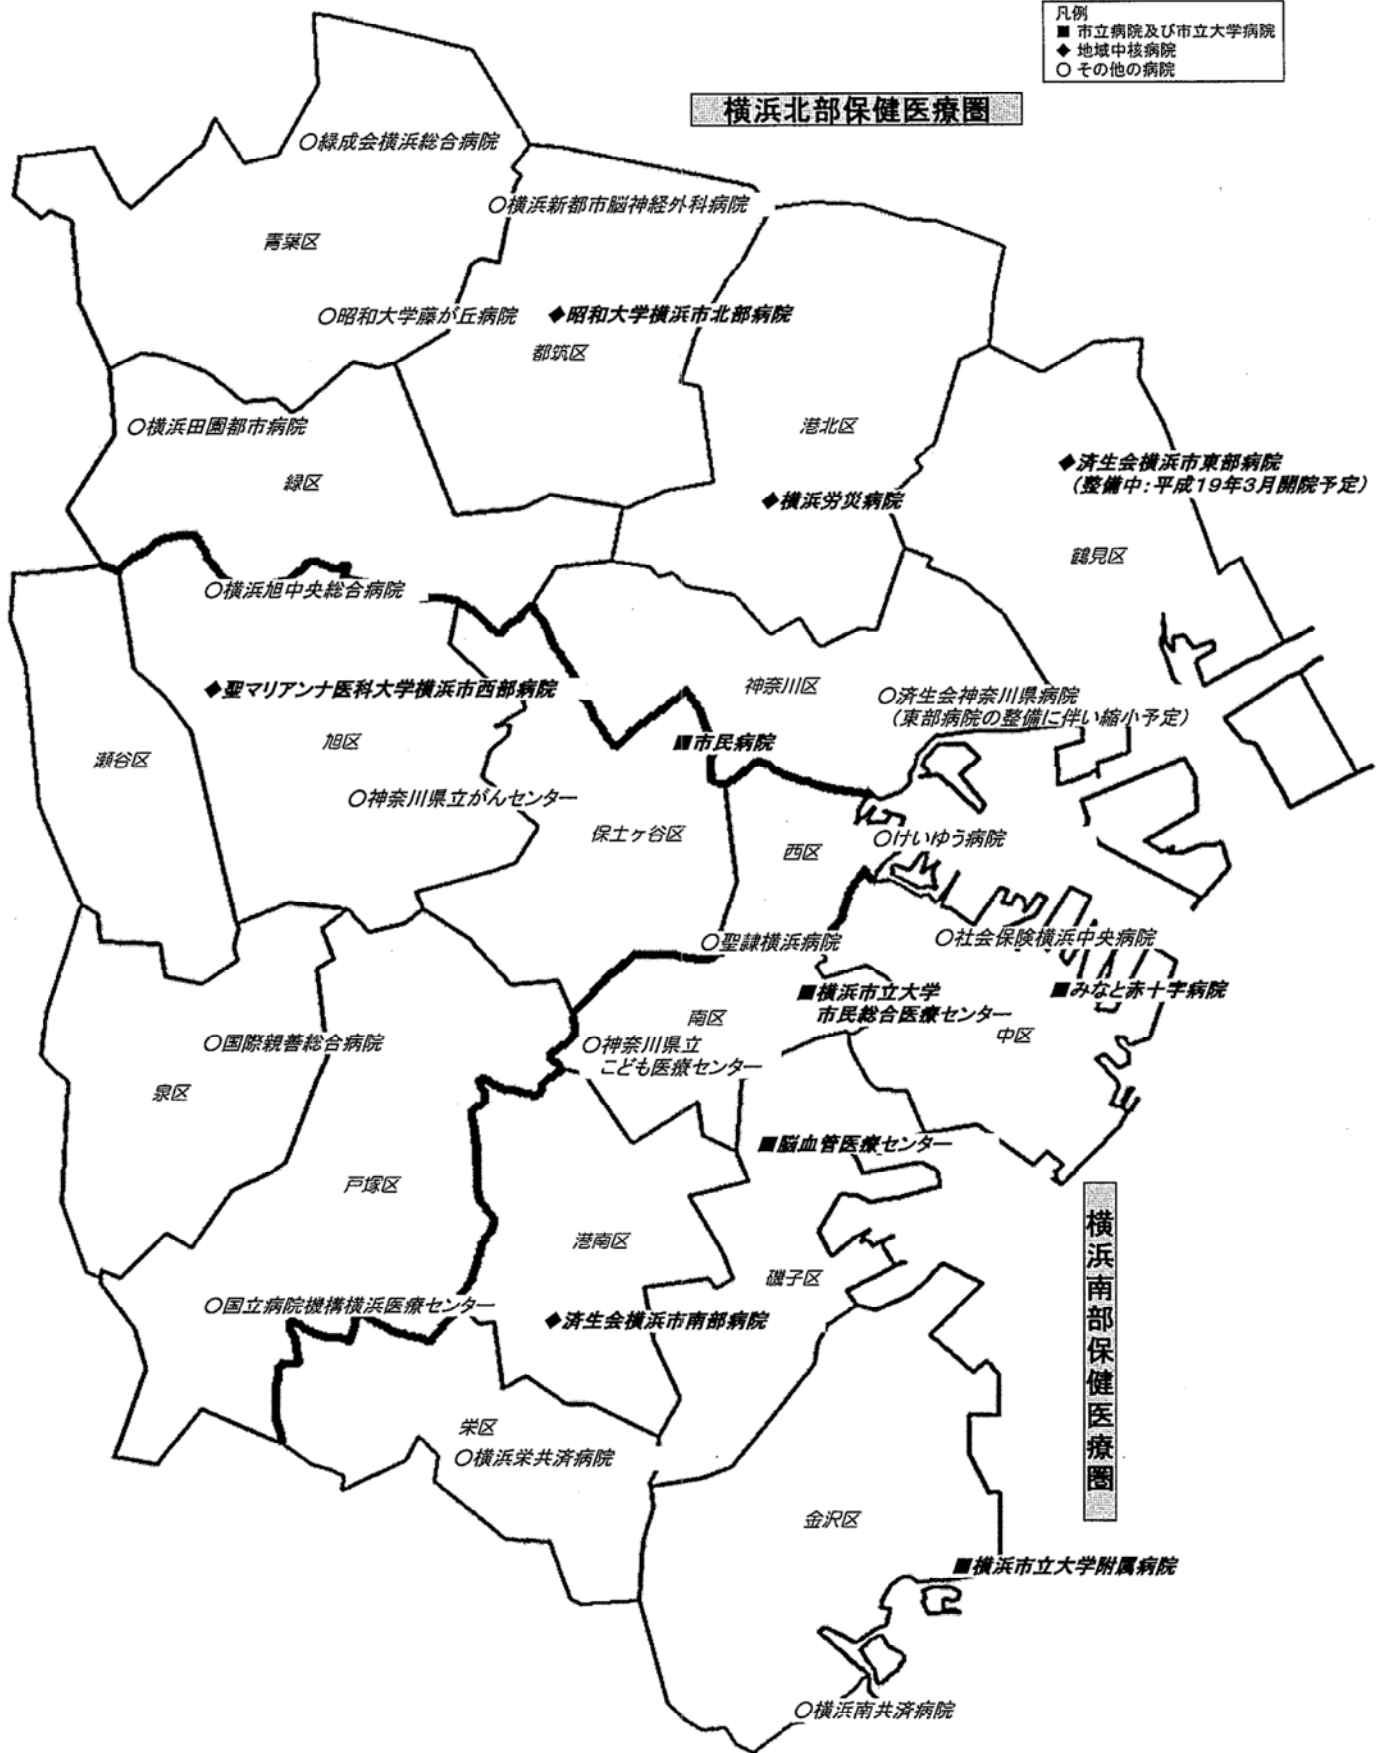 凡例
■ 市立病院及び市立大学病院
◆ 地域中核病院
○ その他の病院
横浜北部保健医療圏
○緑成会横浜総合病院
○横浜新都市脳神経外科病院
青葉区
○昭和大学藤が丘病院
◆昭和大学横浜市北部病院
都筑区
○横浜田園都市病院
港北区
緑区
◆済生会横浜市東部病院
（整備中：平成19年3月開院予定）
◆横浜労災病院
鶴見区
○横浜旭中央総合病院
◆聖マリアンナ医科大学横浜市西部病院
神奈川区
○済生会神奈川県病院
（東部病院の整備に伴い縮小予定）
旭区
■市民病院
瀬谷区
○神奈川県立がんセンター
保土ヶ谷区
西区
○けいゆう病院
○聖隷横浜病院
○社会保険横浜中央病院
■横浜市立大学
市民総合医療センター
■みなと赤十字病院
南区
中区
○国際親善総合病院
○神奈川県立
こども医療センター
泉区
■脳血管医療センター
戸塚区
港南区
磯子区
横浜南部保健医療圏
○国立病院機構横浜医療センター
◆済生会横浜市南部病院
栄区
○横浜栄共済病院
金沢区
■横浜市立大学附属病院
○横浜南共済病院